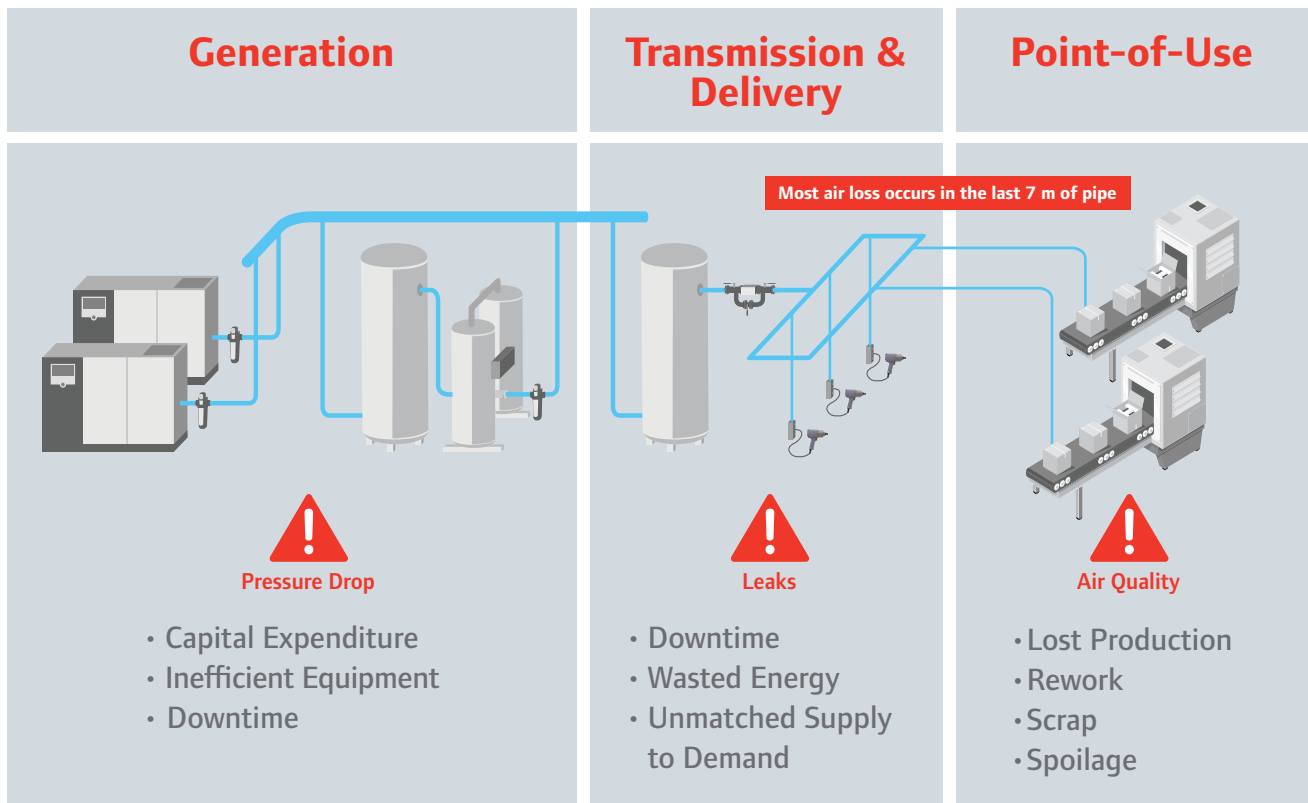 Generation
Transmission &
Delivery
Point-of-Use
Most air loss occurs in the last 7 m of pipe
Pressure Drop
• Capital Expenditure
• Inefficient Equipment
• Downtime
Leaks
• Downtime
• Wasted Energy
• Unmatched Supply
to Demand
Air Quality
• Lost Production
• Rework
• Scrap
• Spoilage